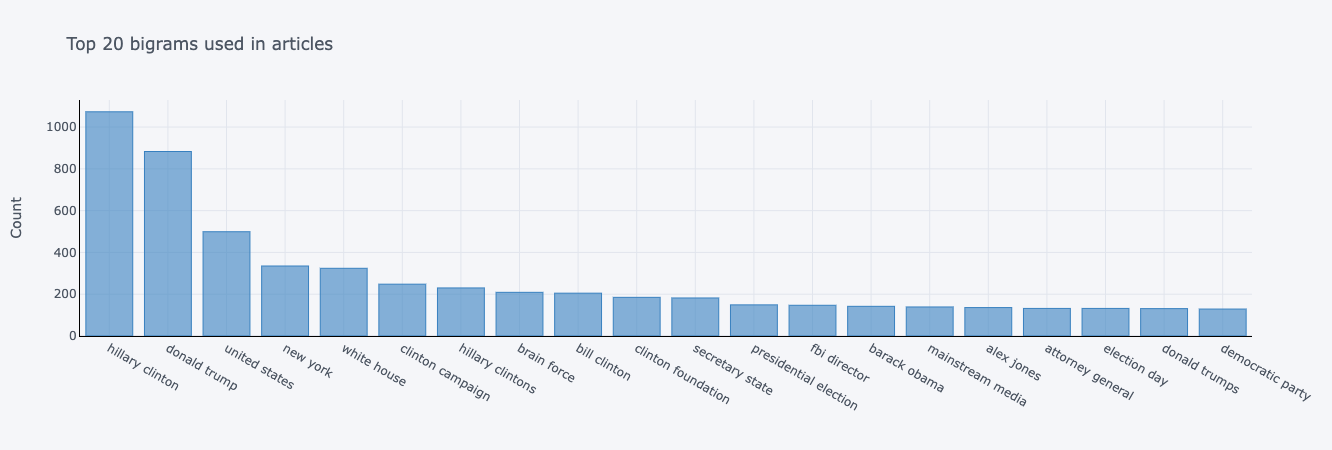 Top 20 bigrams used in articles
Count
1000
800
600
400
200
0
hillary clinton
donald trump
united states
new york
white house
clinton campaign
hillary clintons
brain force
bill clinton
clinton foundation
secretary state
presidential election
fbi director
barack obama
mainstream media
alex jones
attorney general
election day
donald trumps
democratic party